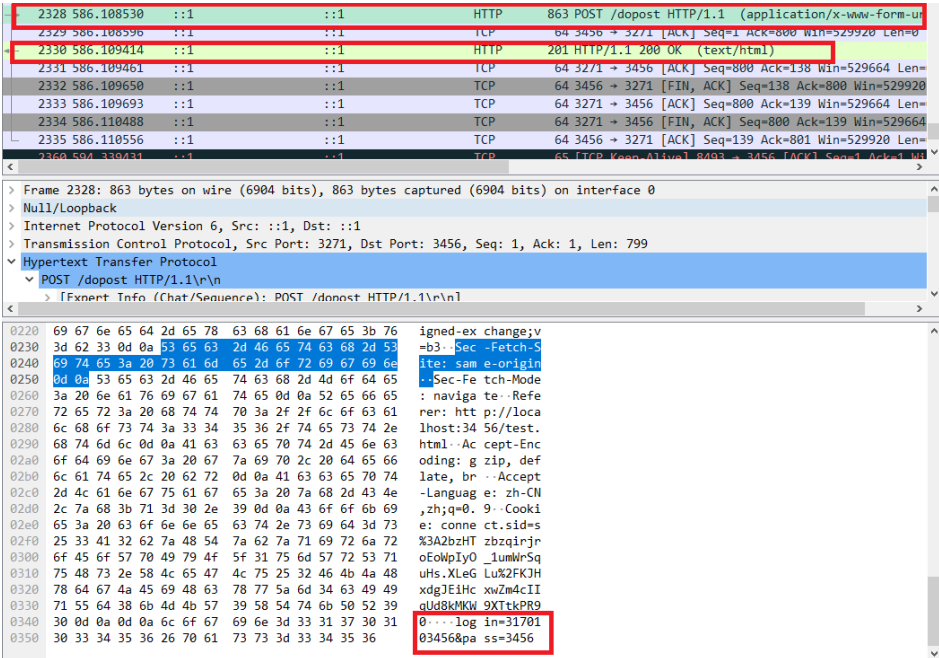 2328 586.108530 ::1 ::1 HTTP 863 POST /dopost HTTP/1.1 (application/x-www-form-ur
2329 586.108596 ::1 ::1 TCP 64 3456 → 3271 [ACK] Seq=1 Ack=800 Win=529920 Len=0
2330 586.109414 ::1 ::1 HTTP 201 HTTP/1.1 200 OK (text/html)
2331 586.109461 ::1 ::1 TCP 64 3271 → 3456 [ACK] Seq=800 Ack=138 Win=529664 Len=
2332 586.109650 ::1 ::1 TCP 64 3456 → 3271 [FIN, ACK] Seq=138 Ack=800 Win=529920
2333 586.109693 ::1 ::1 TCP 64 3271 → 3456 [ACK] Seq=800 Ack=139 Win=529664 Len=
2334 586.110488 ::1 ::1 TCP 64 3271 → 3456 [FIN, ACK] Seq=800 Ack=139 Win=529664
2335 586.110556 ::1 ::1 TCP 64 3456 → 3271 [ACK] Seq=139 Ack=801 Win=529920 Len=
2360 594.339431 ::1 ::1 TCP 65 [TCP Keep-Alive] 8493 → 3456 [ACK] Seq=1 Ack=1 Wi
Frame 2328: 863 bytes on wire (6904 bits), 863 bytes captured (6904 bits) on interface 0
Null/Loopback
Internet Protocol Version 6, Src: ::1, Dst: ::1
Transmission Control Protocol, Src Port: 3271, Dst Port: 3456, Seq: 1, Ack: 1, Len: 799
Hypertext Transfer Protocol
POST /dopost HTTP/1.1\r\n
[Expert Info (Chat/Sequence): POST /dopost HTTP/1.1\r\n]
0220 69 67 6e 65 64 2d 65 78 63 68 61 6e 67 65 3b 76 igned-ex change;v
0230 3d 62 33 0d 0a 53 65 63 2d 46 65 74 63 68 2d 53 =b3··Sec -Fetch-S
0240 69 74 65 3a 20 73 61 6d 65 2d 6f 72 69 67 69 6e ite: sam e-origin
0250 0d 0a 53 65 63 2d 46 65 74 63 68 2d 4d 6f 64 65 ··Sec-Fe tch-Mode
0260 3a 20 6e 61 76 69 67 61 74 65 0d 0a 52 65 66 65 : naviga te··Refe
0270 72 65 72 3a 20 68 74 74 70 3a 2f 2f 6c 6f 63 61 rer: htt p://loca
0280 6c 68 6f 73 74 3a 33 34 35 36 2f 74 65 73 74 2e lhost:34 56/test.
0290 68 74 6d 6c 0d 0a 41 63 63 65 70 74 2d 45 6e 63 html··Ac cept-Enc
02a0 6f 64 69 6e 67 3a 20 67 7a 69 70 2c 20 64 65 66 oding: g zip, def
02b0 6c 61 74 65 2c 20 62 72 0d 0a 41 63 63 65 70 74 late, br ··Accept
02c0 2d 4c 61 6e 67 75 61 67 65 3a 20 7a 68 2d 43 4e -Languag e: zh-CN
02d0 2c 7a 68 3b 71 3d 30 2e 39 0d 0a 43 6f 6f 6b 69 ,zh;q=0. 9··Cooki
02e0 65 3a 20 63 6f 6e 6e 65 63 74 2e 73 69 64 3d 73 e: conne ct.sid=s
02f0 25 33 41 32 62 7a 48 54 7a 62 7a 71 69 72 6a 72 %3A2bzHT zbzqirjr
0300 6f 45 6f 57 70 49 79 4f 5f 31 75 6d 57 72 53 71 oEoWpIyO _1umWrSq
0310 75 48 73 2e 58 4c 65 47 4c 75 25 32 46 4b 4a 48 uHs.XLeG Lu%2FKJH
0320 78 64 67 4a 45 69 48 63 78 77 5a 6d 34 63 49 49 xdgJEiHc xwZm4cII
0330 71 55 64 38 6b 4d 4b 57 39 58 54 74 6b 50 52 39 qUd8kMKW 9XTtkPR9
0340 30 0d 0a 0d 0a 6c 6f 67 69 6e 3d 33 31 37 30 31 0····log in=31701
0350 30 33 34 35 36 26 70 61 73 73 3d 33 34 35 36 03456&pa ss=3456